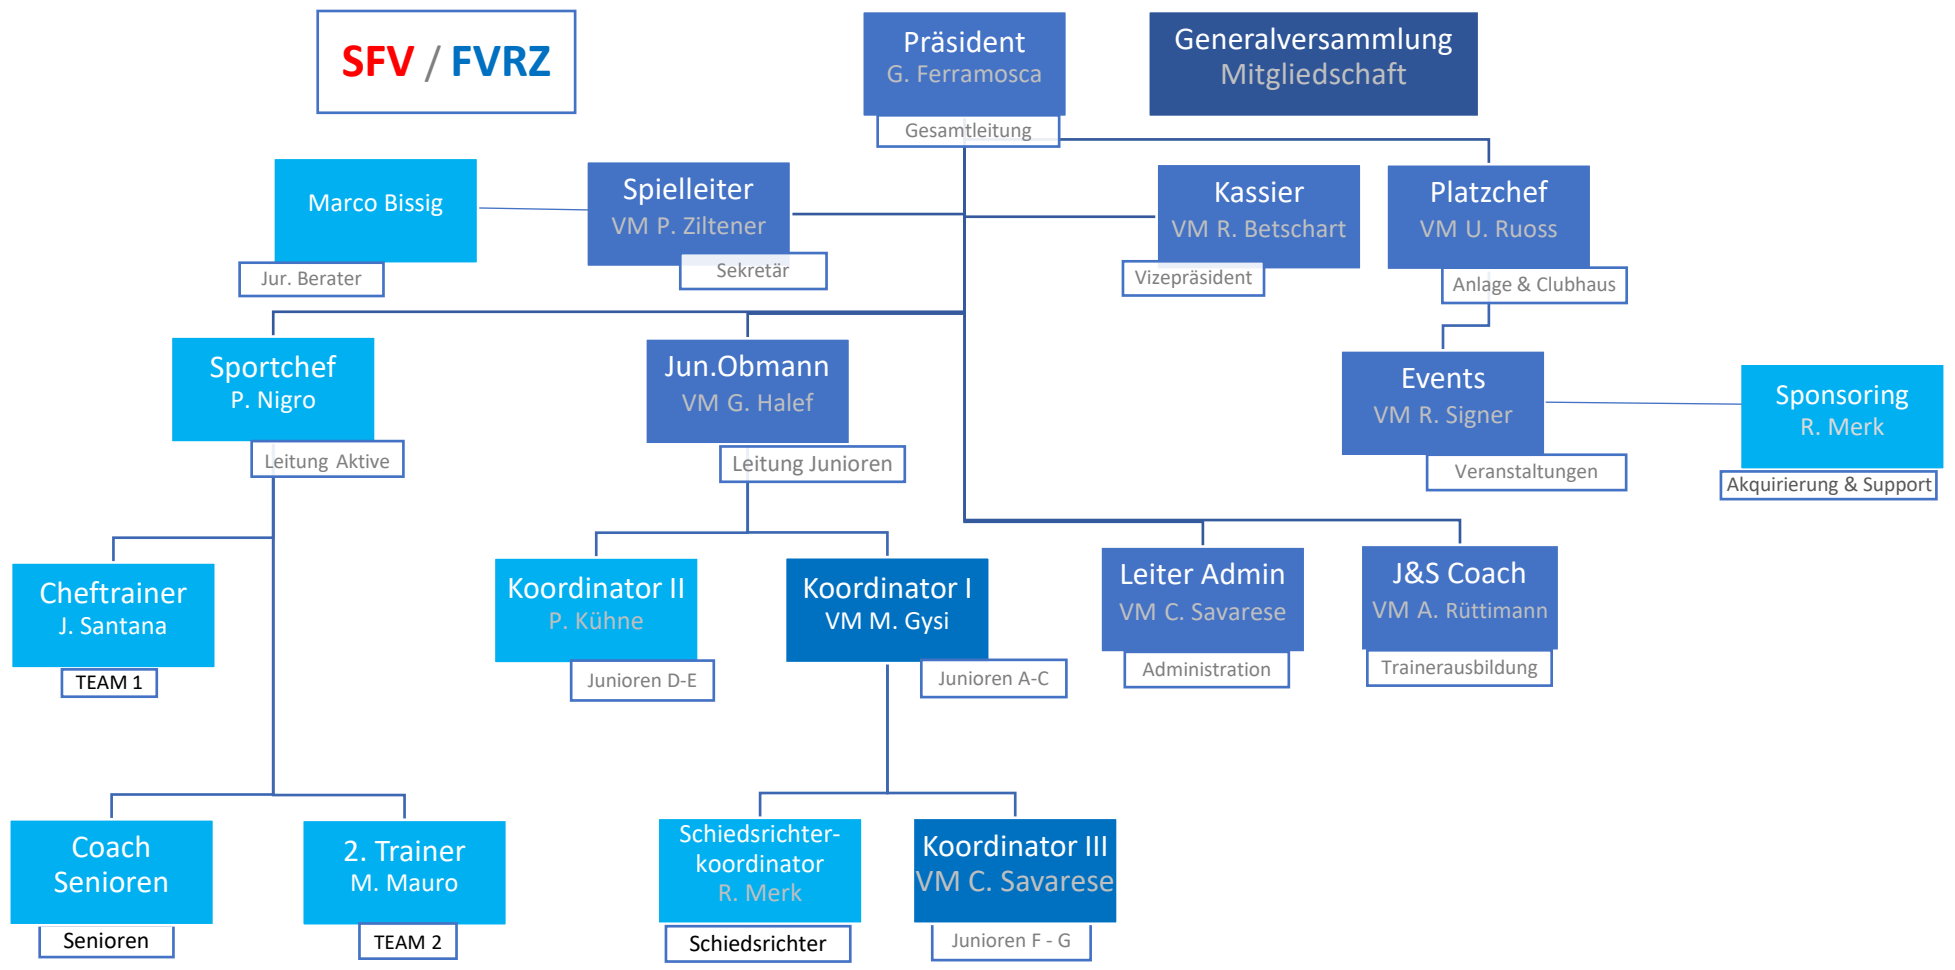 SFV / FVRZ
Präsident
G. Ferramosca
Gesamtleitung
Generalversammlung
Mitgliedschaft
Marco Bissig
Jur. Berater
Spielleiter
VM P. Ziltener
Sekretär
Kassier
VM R. Betschart
Vizepräsident
Platzchef
VM U. Ruoss
Anlage & Clubhaus
Sportchef
P. Nigro
Leitung Aktive
Jun.Obmann
VM G. Halef
Leitung Junioren
Events
VM R. Signer
Veranstaltungen
Sponsoring
R. Merk
Akquirierung & Support
Cheftrainer
J. Santana
TEAM 1
Koordinator II
P. Kühne
Junioren D-E
Koordinator I
VM M. Gysi
Junioren A-C
Leiter Admin
VM C. Savarese
Administration
J&S Coach
VM A. Rüttimann
Trainerausbildung
Coach
Senioren
Senioren
2. Trainer
M. Mauro
TEAM 2
Schiedsrichter-
koordinator
R. Merk
Schiedsrichter
Koordinator III
VM C. Savarese
Junioren F - G